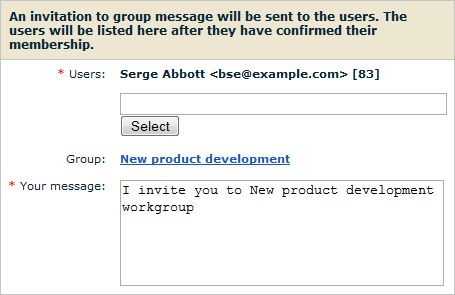 An invitation to group message will be sent to the users. The
users will be listed here after they have confirmed their
membership.
* Users: Serge Abbott <bse@example.com> [83]
Select
Group: New product development
* Your message: I invite you to New product development
workgroup